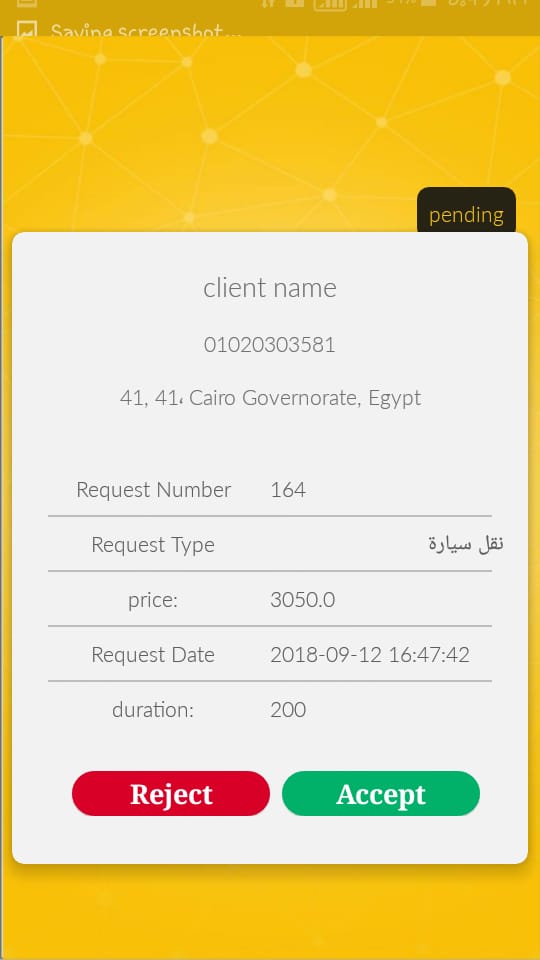 Saving screenshot...
pending
client name
01020303581
41, 41، Cairo Governorate, Egypt
Request Number 164
Request Type نقل سيارة
price: 3050.0
Request Date 2018-09-12 16:47:42
duration: 200
Reject Accept